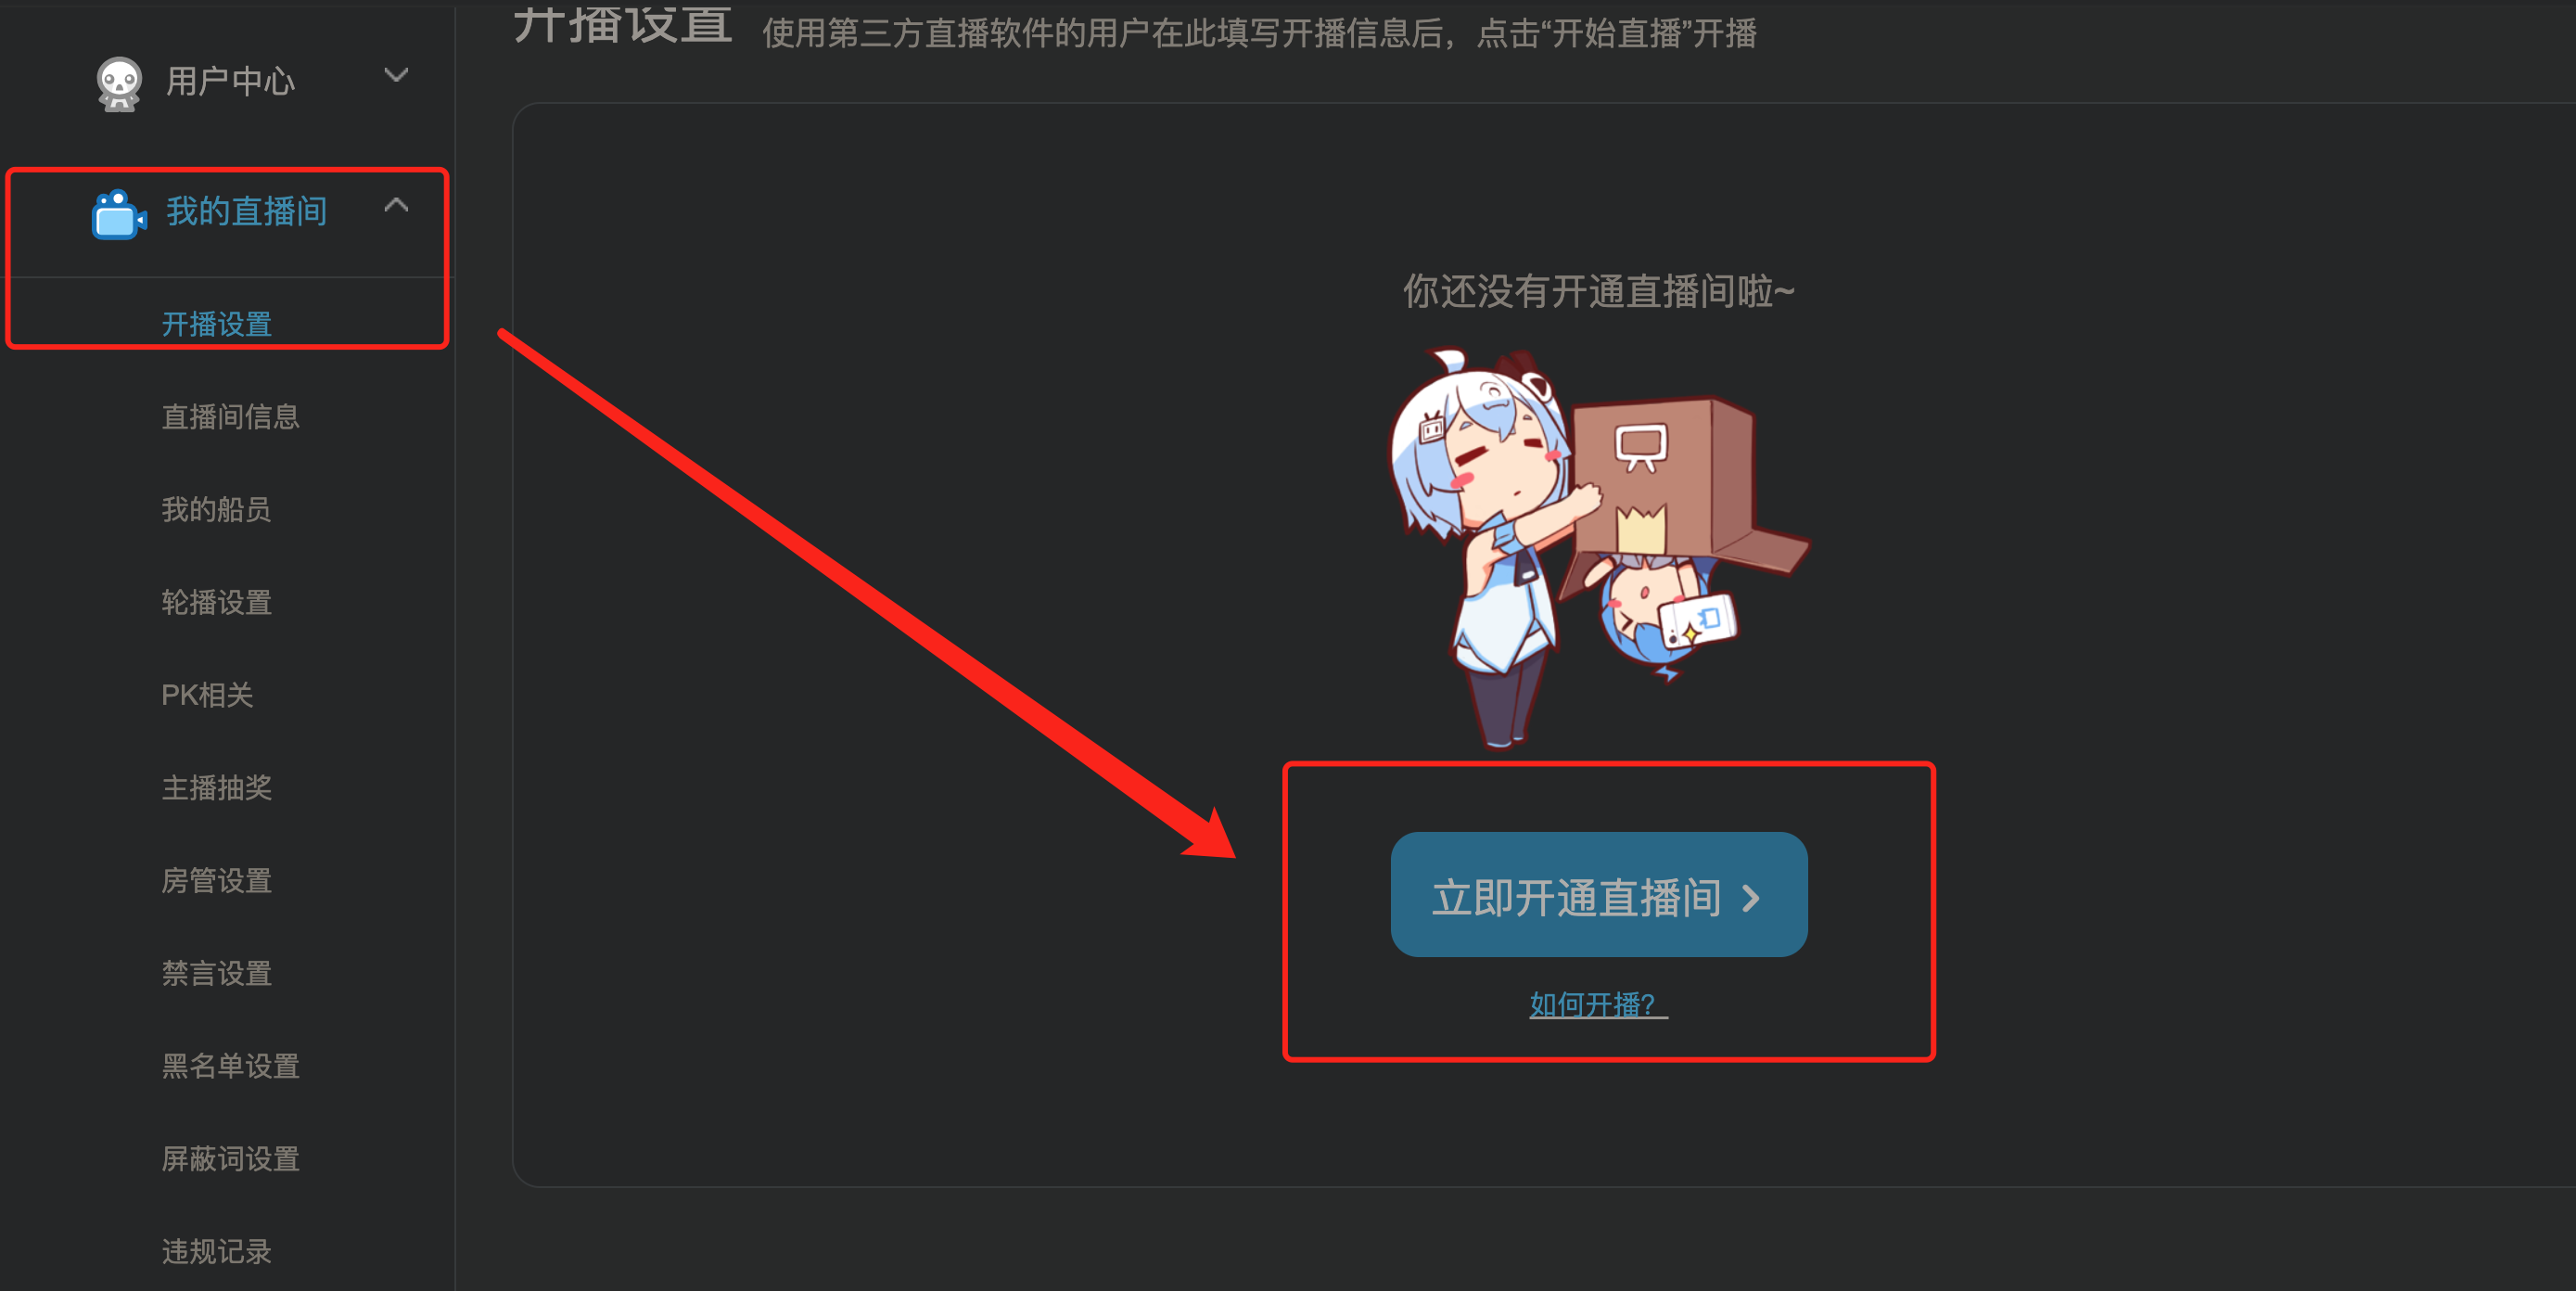 开播设置 使用第三方直播软件的用户在此填写开播信息后，点击“开始直播”开播
用户中心
我的直播间
开播设置
直播间信息
我的船员
轮播设置
PK相关
主播抽奖
房管设置
禁言设置
黑名单设置
屏蔽词设置
违规记录
你还没有开通直播间啦~
立即开通直播间
如何开播?